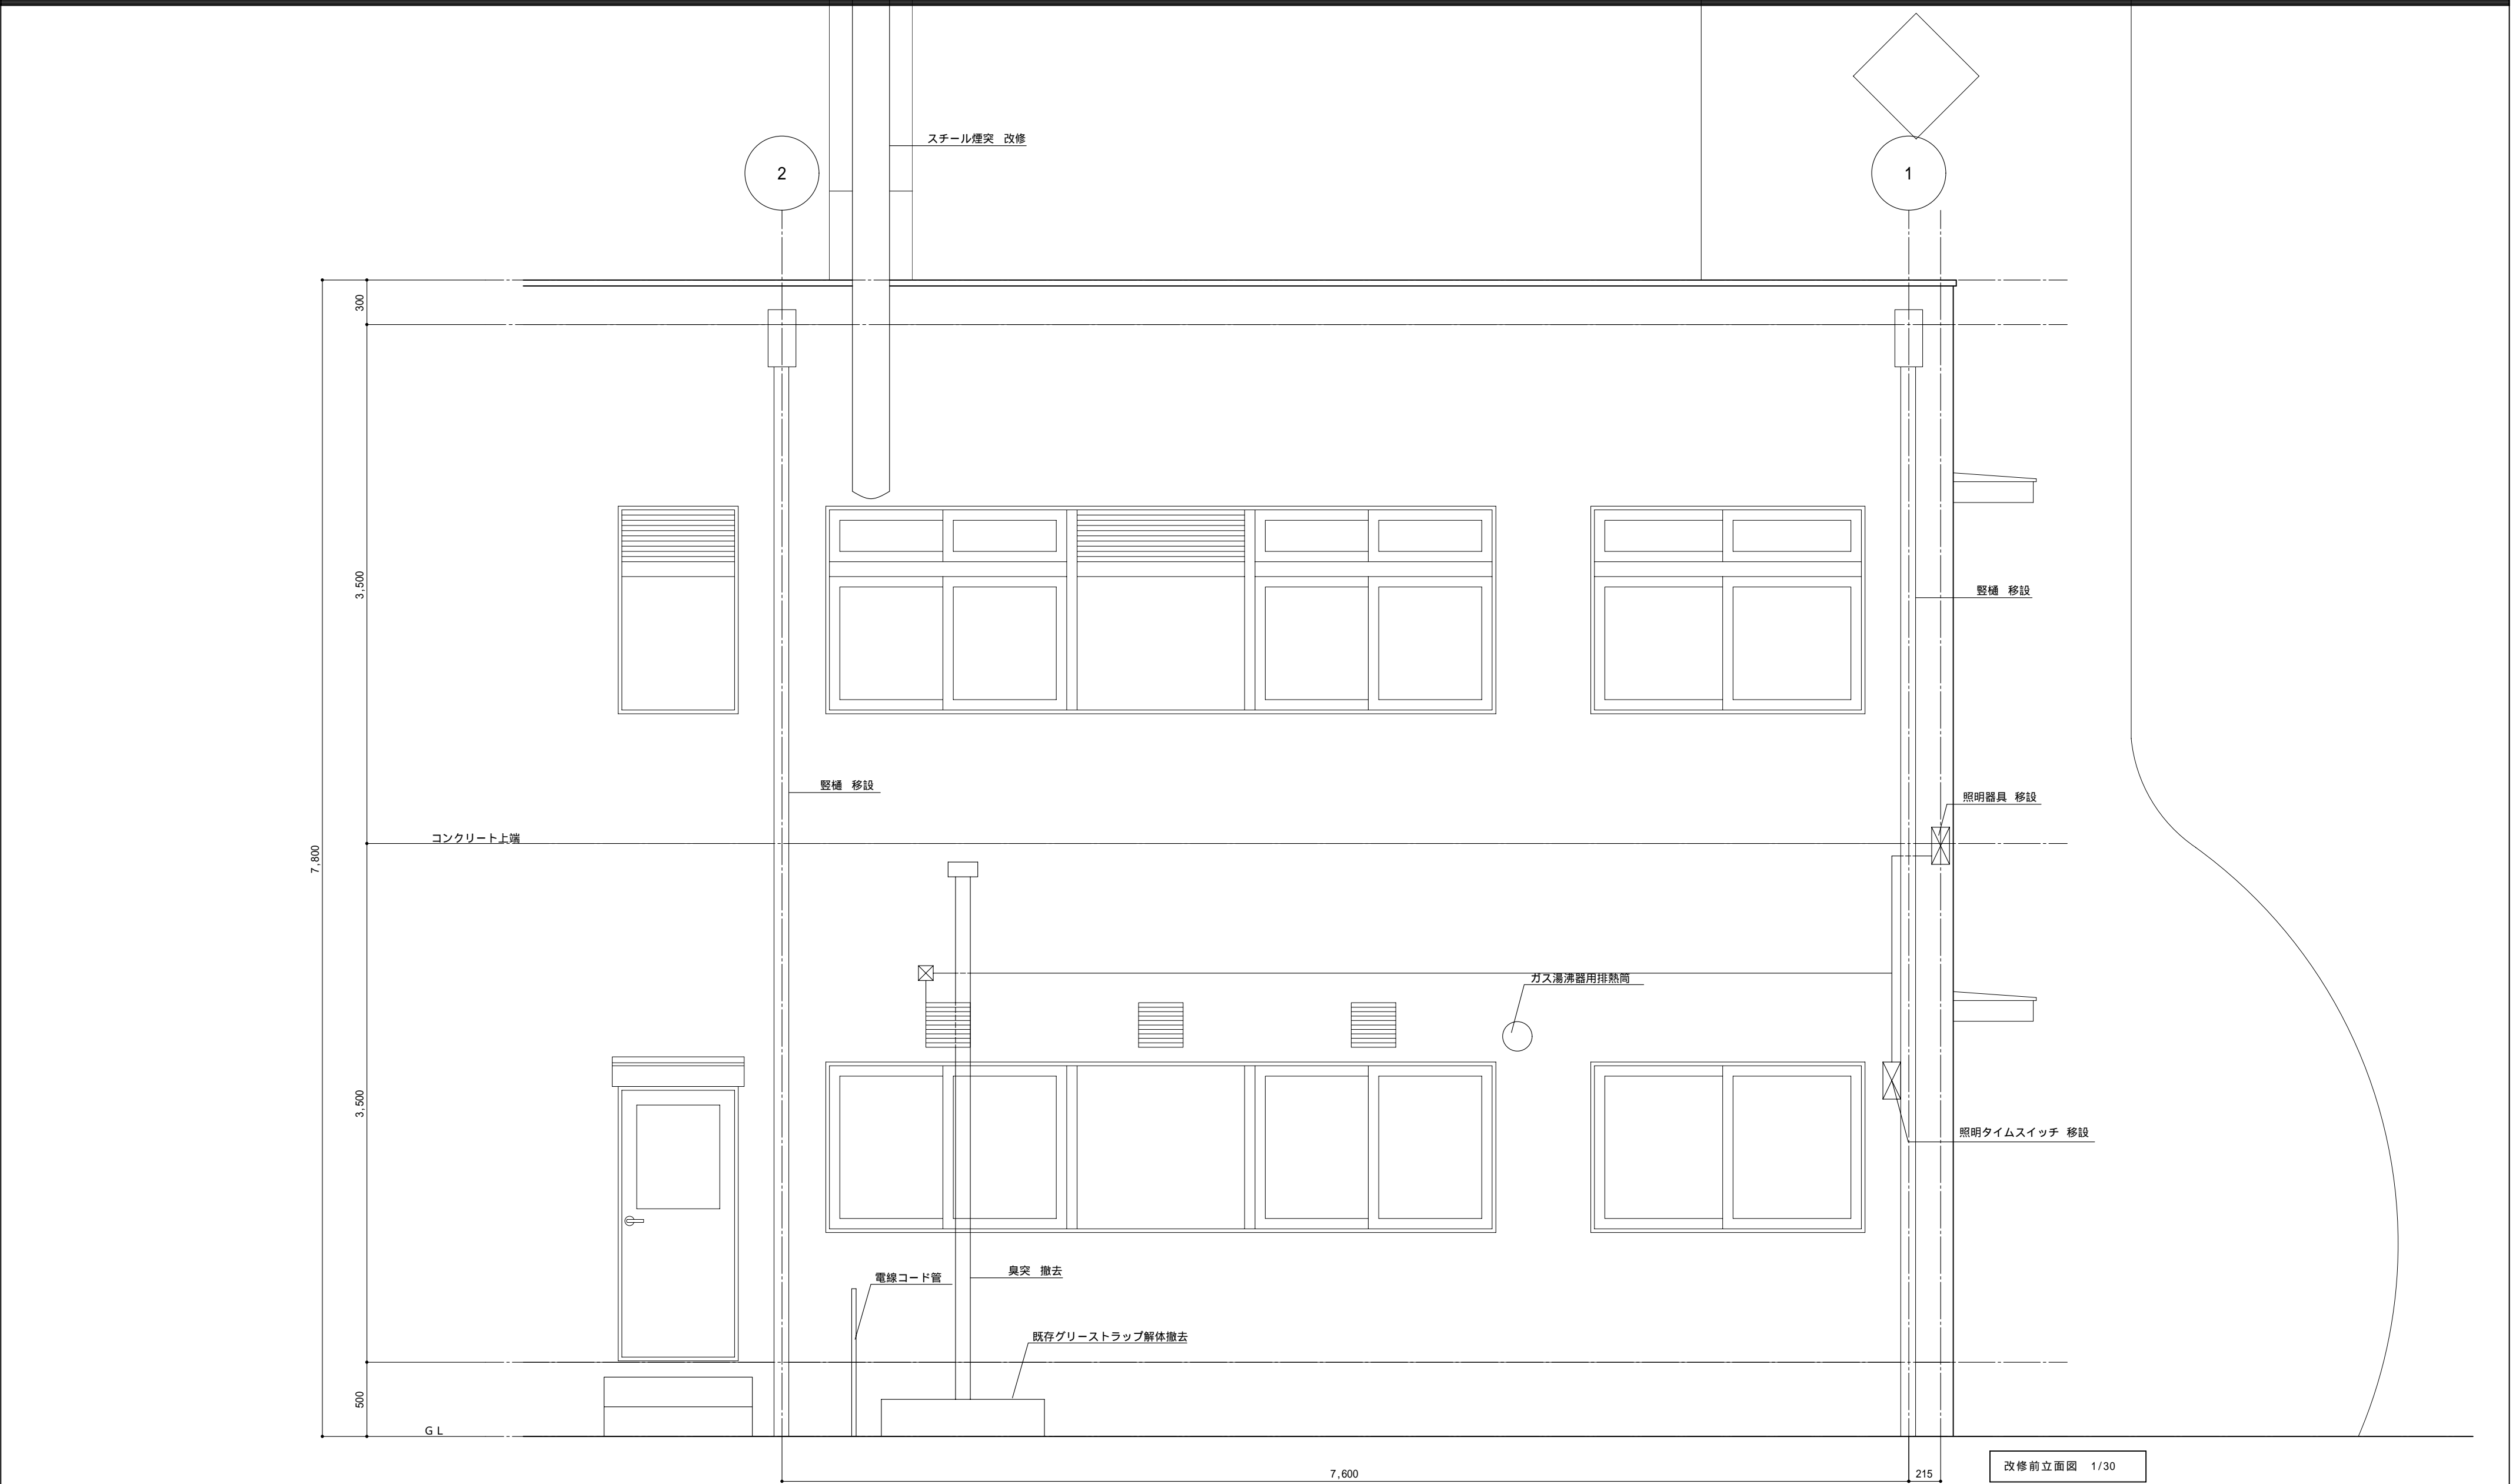 スチール煙突 改修
2
1
300
3,500
竪樋 移設
竪樋 移設
照明器具 移設
コンクリート上端
7,800
ガス湯沸器用排熱筒
3,500
照明タイムスイッチ 移設
臭突 撤去
電線コード管
既存グリーストラップ解体撤去
500
ＧＬ
改修前立面図 1/30
7,600
215